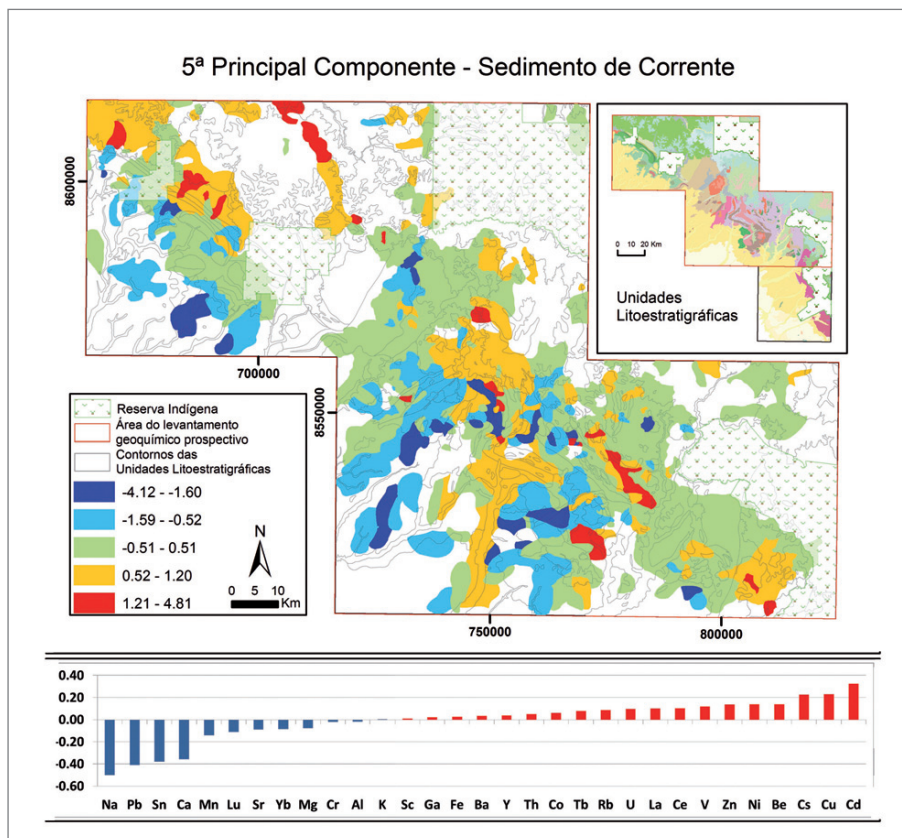 5ª Principal Componente - Sedimento de Corrente
8600000
0 10 20 Km
Unidades
Litoestratigráficas
700000
8550000
Reserva Indígena
Área do levantamento
geoquímico prospectivo
Contornos das
Unidades Litoestratigráficas
-4.12 - -1.60
-1.59 - -0.52
-0.51 - 0.51
0.52 - 1.20
1.21 - 4.81
N
0 5 10
Km
750000
800000
0.40
0.20
0.00
-0.20
-0.40
-0.60
Na Pb Sn Ca Mn Lu Sr Yb Mg Cr Al K Sc Ga Fe Ba Y Th Co Tb Rb U La Ce V Zn Ni Be Cs Cu Cd